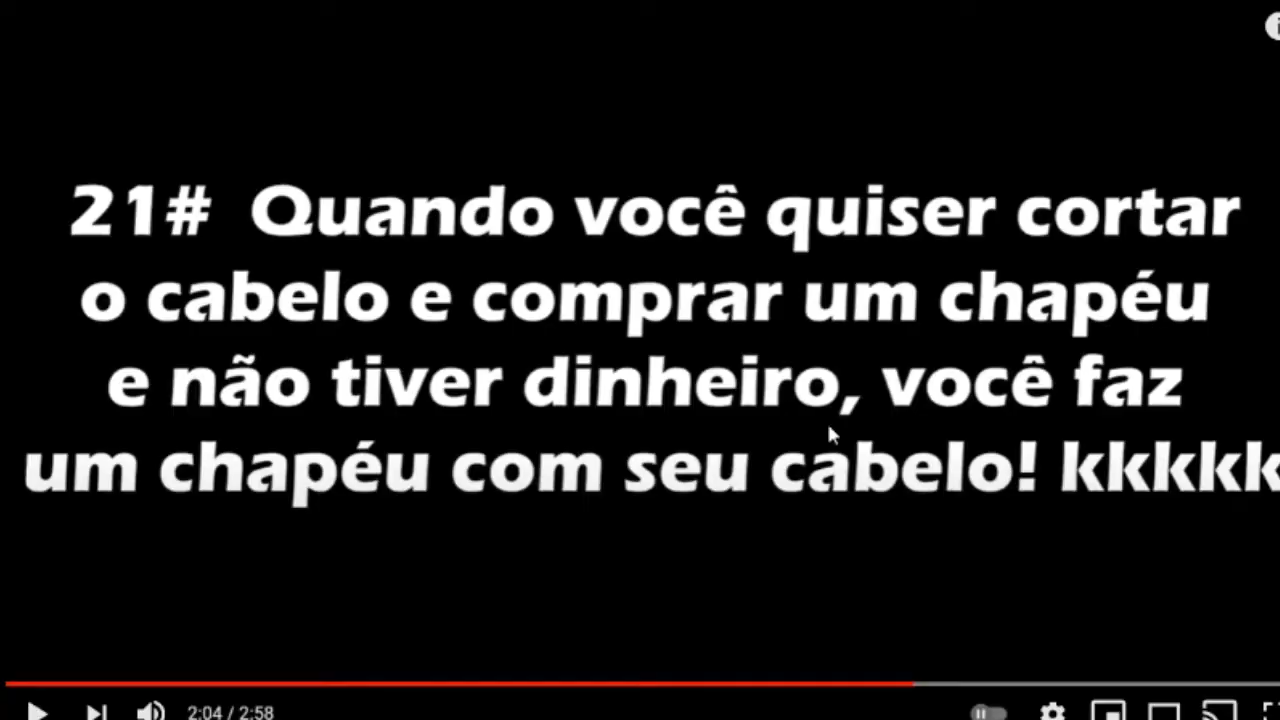 21# Quando você quiser cortar
o cabelo e comprar um chapéu
e não tiver dinheiro, você faz
um chapéu com seu cabelo! kkkkk
2:04 / 2:58